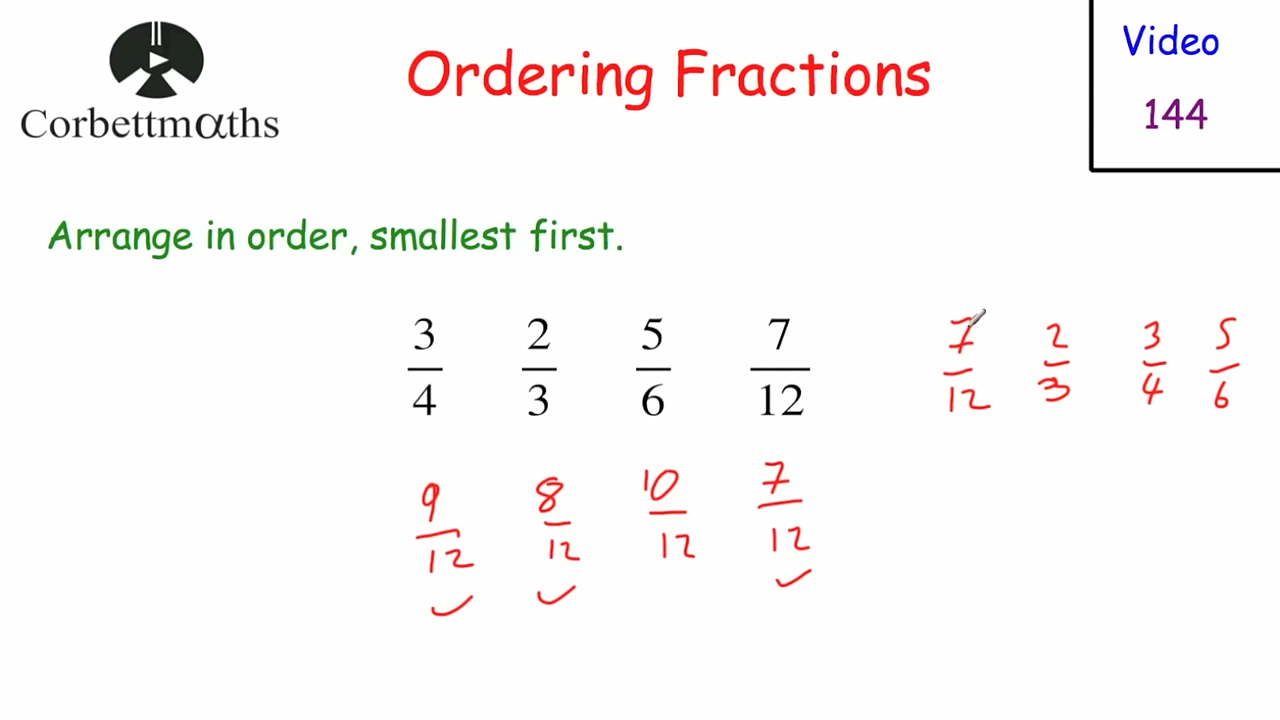 Corbettmαths
Ordering Fractions
Video
144
Arrange in order, smallest first.
3/4 2/3 5/6 7/12
7/12 2/3 3/4 5/6
9/12 8/12 10/12 7/12